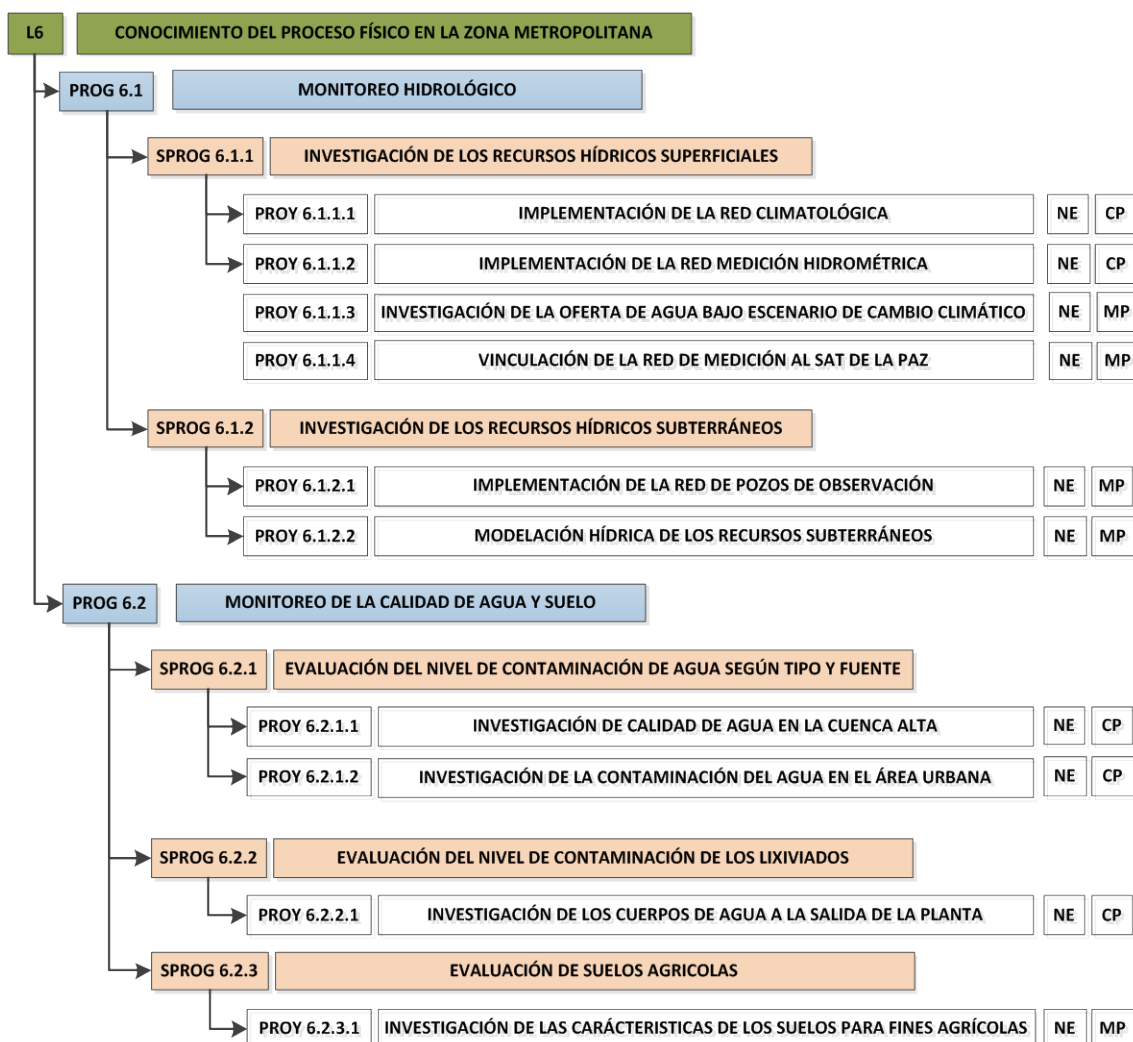 L6 CONOCIMIENTO DEL PROCESO FÍSICO EN LA ZONA METROPOLITANA
PROG 6.1 MONITOREO HIDROLÓGICO
SPROG 6.1.1 INVESTIGACIÓN DE LOS RECURSOS HÍDRICOS SUPERFICIALES
PROY 6.1.1.1 IMPLEMENTACIÓN DE LA RED CLIMATOLÓGICA NE CP
PROY 6.1.1.2 IMPLEMENTACIÓN DE LA RED MEDICIÓN HIDROMÉTRICA NE CP
PROY 6.1.1.3 INVESTIGACIÓN DE LA OFERTA DE AGUA BAJO ESCENARIO DE CAMBIO CLIMÁTICO NE MP
PROY 6.1.1.4 VINCULACIÓN DE LA RED DE MEDICIÓN AL SAT DE LA PAZ NE MP
SPROG 6.1.2 INVESTIGACIÓN DE LOS RECURSOS HÍDRICOS SUBTERRÁNEOS
PROY 6.1.2.1 IMPLEMENTACIÓN DE LA RED DE POZOS DE OBSERVACIÓN NE MP
PROY 6.1.2.2 MODELACIÓN HÍDRICA DE LOS RECURSOS SUBTERRÁNEOS NE MP
PROG 6.2 MONITOREO DE LA CALIDAD DE AGUA Y SUELO
SPROG 6.2.1 EVALUACIÓN DEL NIVEL DE CONTAMINACIÓN DE AGUA SEGÚN TIPO Y FUENTE
PROY 6.2.1.1 INVESTIGACIÓN DE CALIDAD DE AGUA EN LA CUENCA ALTA NE CP
PROY 6.2.1.2 INVESTIGACIÓN DE LA CONTAMINACIÓN DEL AGUA EN EL ÁREA URBANA NE CP
SPROG 6.2.2 EVALUACIÓN DEL NIVEL DE CONTAMINACIÓN DE LOS LIXIVIADOS
PROY 6.2.2.1 INVESTIGACIÓN DE LOS CUERPOS DE AGUA A LA SALIDA DE LA PLANTA NE CP
SPROG 6.2.3 EVALUACIÓN DE SUELOS AGRICOLAS
PROY 6.2.3.1 INVESTIGACIÓN DE LAS CARÁCTERISTICAS DE LOS SUELOS PARA FINES AGRÍCOLAS NE MP